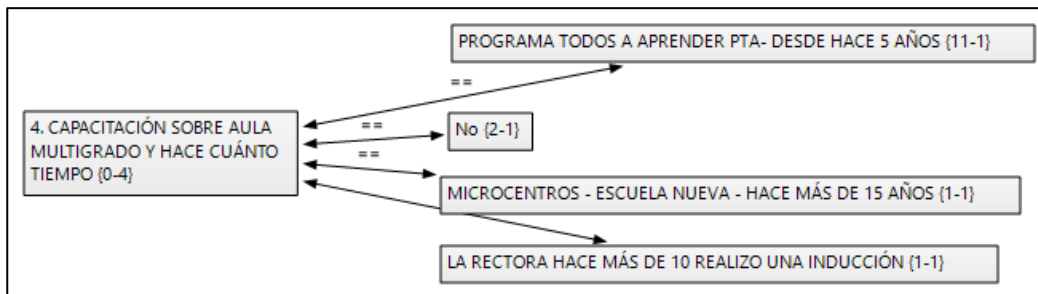 PROGRAMA TODOS A APRENDER PTA- DESDE HACE 5 AÑOS {11-1}
==
4. CAPACITACIÓN SOBRE AULA
MULTIGRADO Y HACE CUÁNTO
TIEMPO {0-4}
==
No {2-1}
==
MICROCENTROS - ESCUELA NUEVA - HACE MÁS DE 15 AÑOS {1-1}
LA RECTORA HACE MÁS DE 10 REALIZO UNA INDUCCIÓN {1-1}